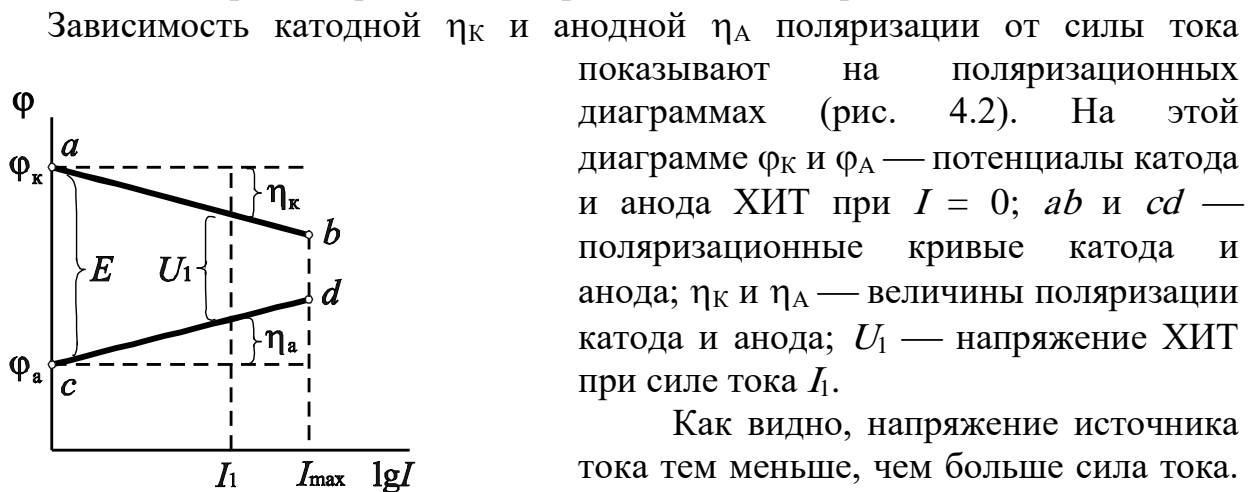 Зависимость катодной ηК и анодной ηА поляризации от силы тока
показывают на поляризационных
диаграммах (рис. 4.2). На этой
диаграмме φК и φА — потенциалы катода
и анода ХИТ при I = 0; ab и cd —
поляризационные кривые катода и
анода; ηК и ηА — величины поляризации
катода и анода; U1 — напряжение ХИТ
при силе тока I1.
Как видно, напряжение источника
тока тем меньше, чем больше сила тока.
φ
φк
a
ηк
b
E
U1
d
ηа
φа
c
I1
Imax
lgI